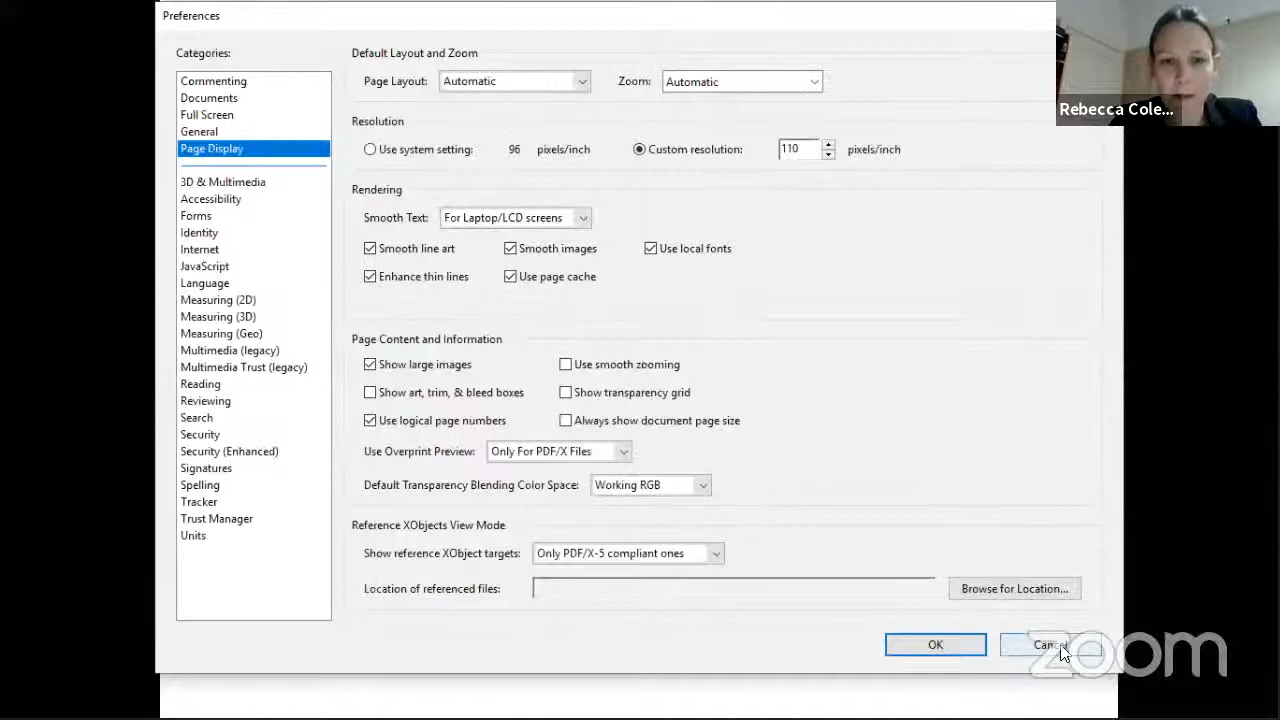 Preferences
Rebecca Cole...
Categories:
Commenting
Documents
Full Screen
General
Page Display
3D & Multimedia
Accessibility
Forms
Identity
Internet
JavaScript
Language
Measuring (2D)
Measuring (3D)
Measuring (Geo)
Multimedia (legacy)
Multimedia Trust (legacy)
Reading
Reviewing
Search
Security
Security (Enhanced)
Signatures
Spelling
Tracker
Trust Manager
Units
Default Layout and Zoom
Page Layout: Automatic Zoom: Automatic
Resolution
Use system setting: 96 pixels/inch Custom resolution: 110 pixels/inch
Rendering
Smooth Text: For Laptop/LCD screens
Smooth line art Smooth images Use local fonts
Enhance thin lines Use page cache
Page Content and Information
Show large images Use smooth zooming
Show art, trim, & bleed boxes Show transparency grid
Use logical page numbers Always show document page size
Use Overprint Preview: Only For PDF/X Files
Default Transparency Blending Color Space: Working RGB
Reference XObjects View Mode
Show reference XObject targets: Only PDF/X-5 compliant ones
Location of referenced files: Browse for Location...
OK Cancel
zoom